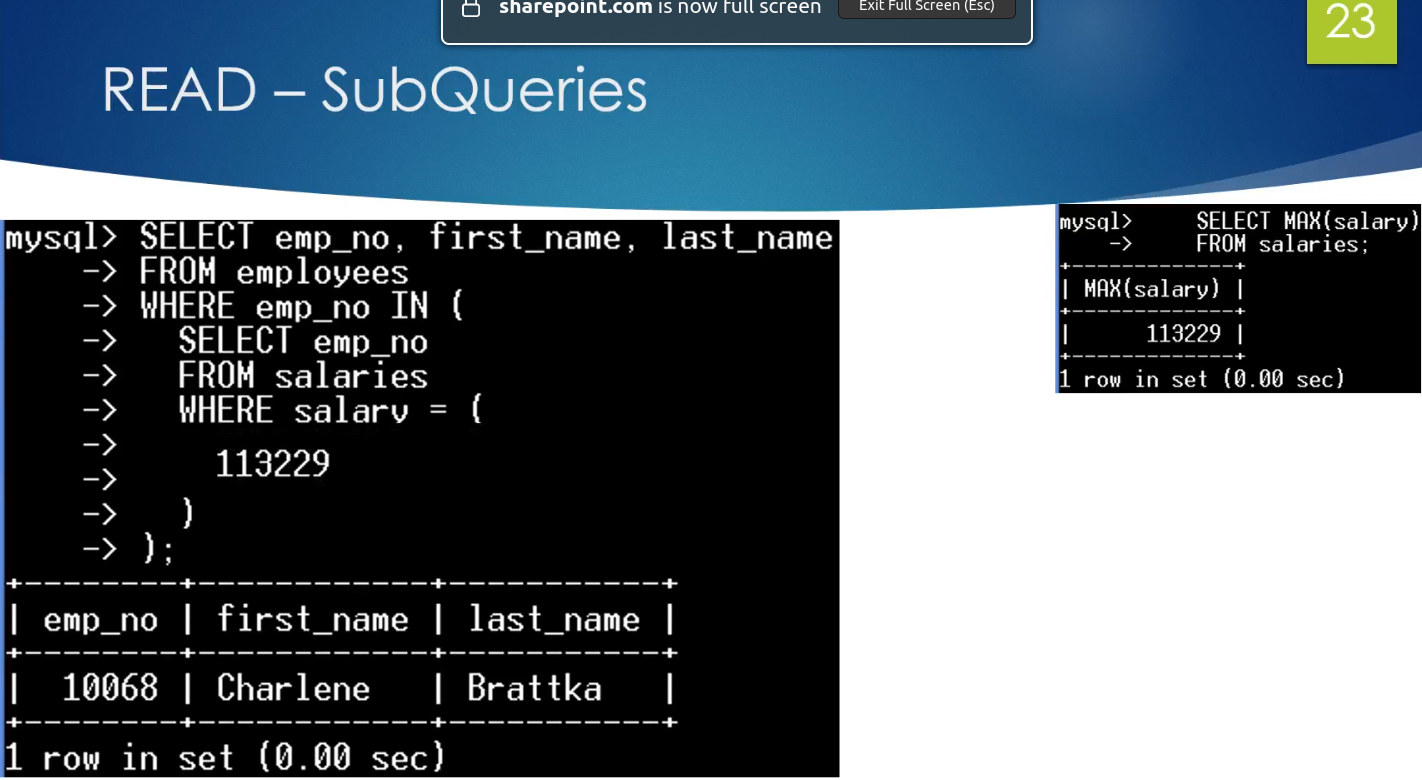 sharepoint.com is now full screen
Exit Full Screen (Esc)
23
READ – SubQueries
mysql> SELECT emp_no, first_name, last_name
-> FROM employees
-> WHERE emp_no IN (
-> SELECT emp_no
-> FROM salaries
-> WHERE salary = (
->
113229
->
-> )
-> );
+--------+------------+-----------+
| emp_no | first_name | last_name |
+--------+------------+-----------+
| 10068 | Charlene | Brattka |
+--------+------------+-----------+
1 row in set (0.00 sec)
mysql> SELECT MAX(salary)
-> FROM salaries;
+-------------+
| MAX(salary) |
+-------------+
| 113229 |
+-------------+
1 row in set (0.00 sec)